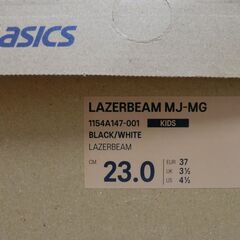 asics
LAZERBEAM MJ-MG
1154A147-001 KIDS
BLACK/WHITE
LAZERBEAM
CM 23.0 EUR 37
UK 3½
US 4½